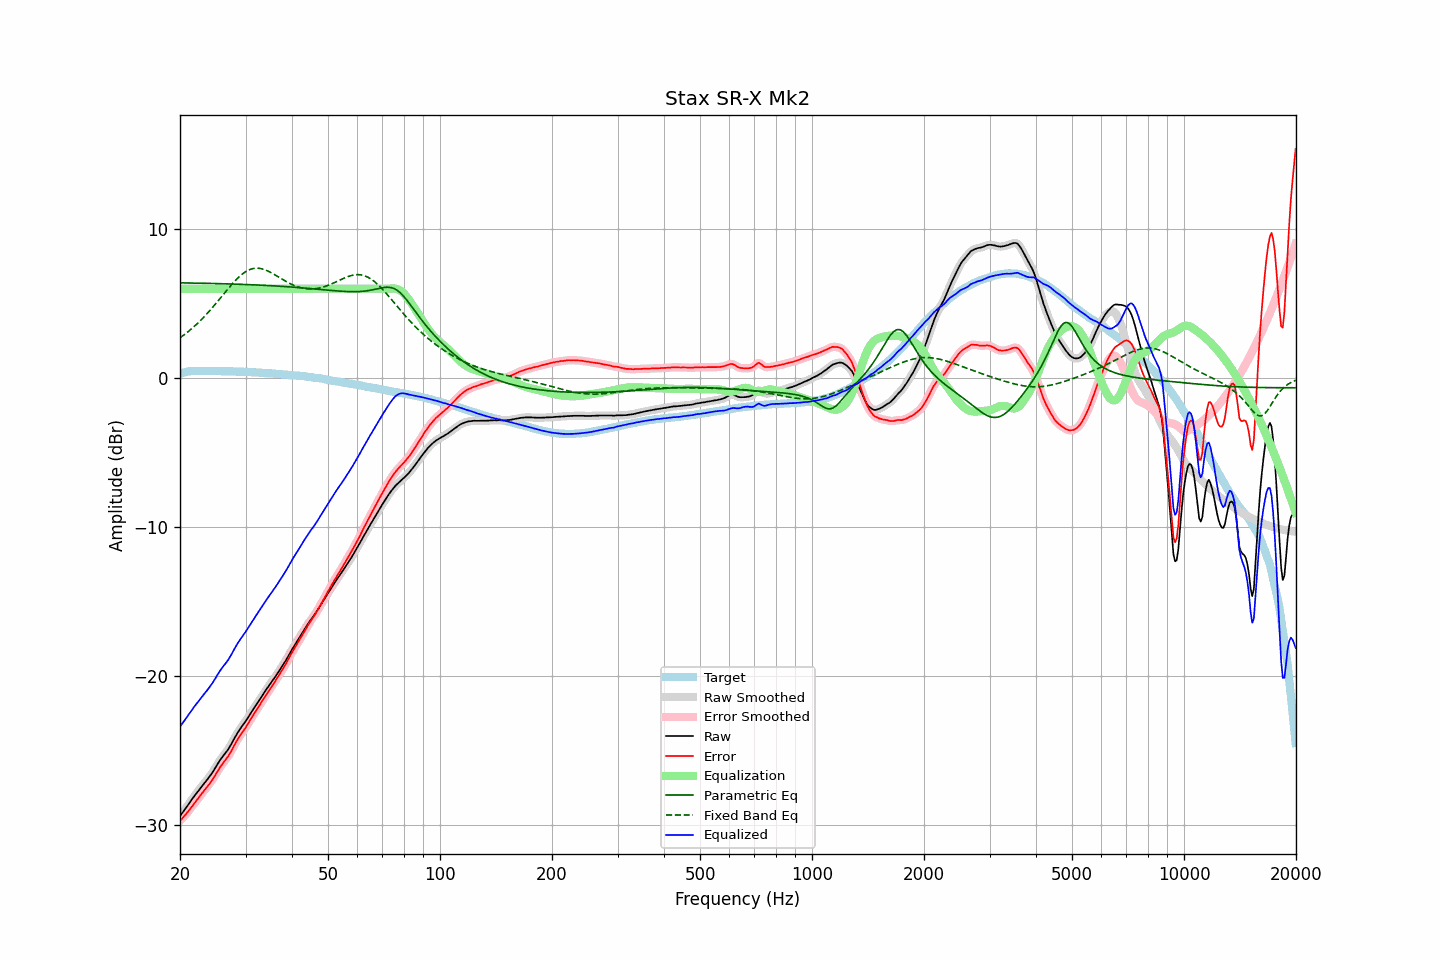 Stax SR-X Mk2
Amplitude (dBr)
10
0
−10
−20
−30
Target
Raw Smoothed
Error Smoothed
Raw
Error
Equalization
Parametric Eq
Fixed Band Eq
Equalized
20 50 100 200 500 1000 2000 5000 10000 20000
Frequency (Hz)